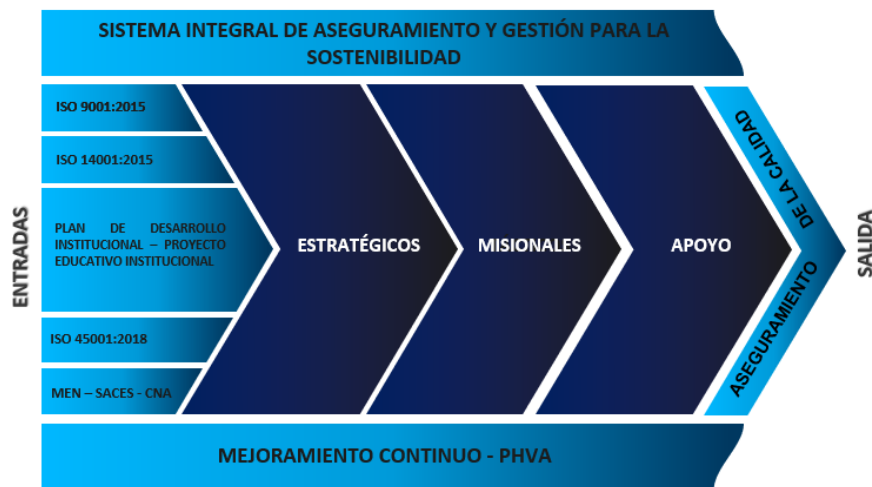 SISTEMA INTEGRAL DE ASEGURAMIENTO Y GESTIÓN PARA LA
SOSTENIBILIDAD
ENTRADAS
ISO 9001:2015
ISO 14001:2015
PLAN DE DESARROLLO
INSTITUCIONAL – PROYECTO
EDUCATIVO INSTITUCIONAL
ISO 45001:2018
MEN – SACES - CNA
ESTRATÉGICOS
MISIONALES
APOYO
ASEGURAMIENTO
DE LA CALIDAD
SALIDA
MEJORAMIENTO CONTINUO - PHVA